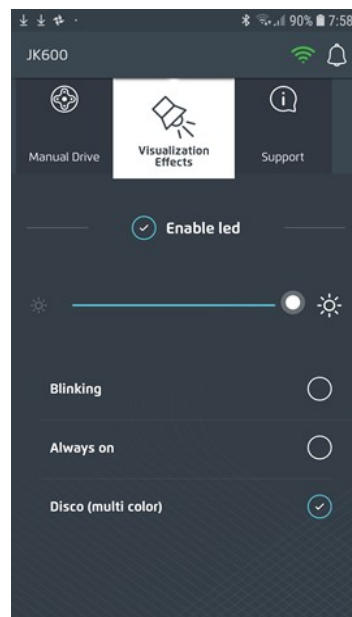 90% 7:58
JK600
Manual Drive
Visualization
Effects
Support
Enable led
Blinking
Always on
Disco (multi color)